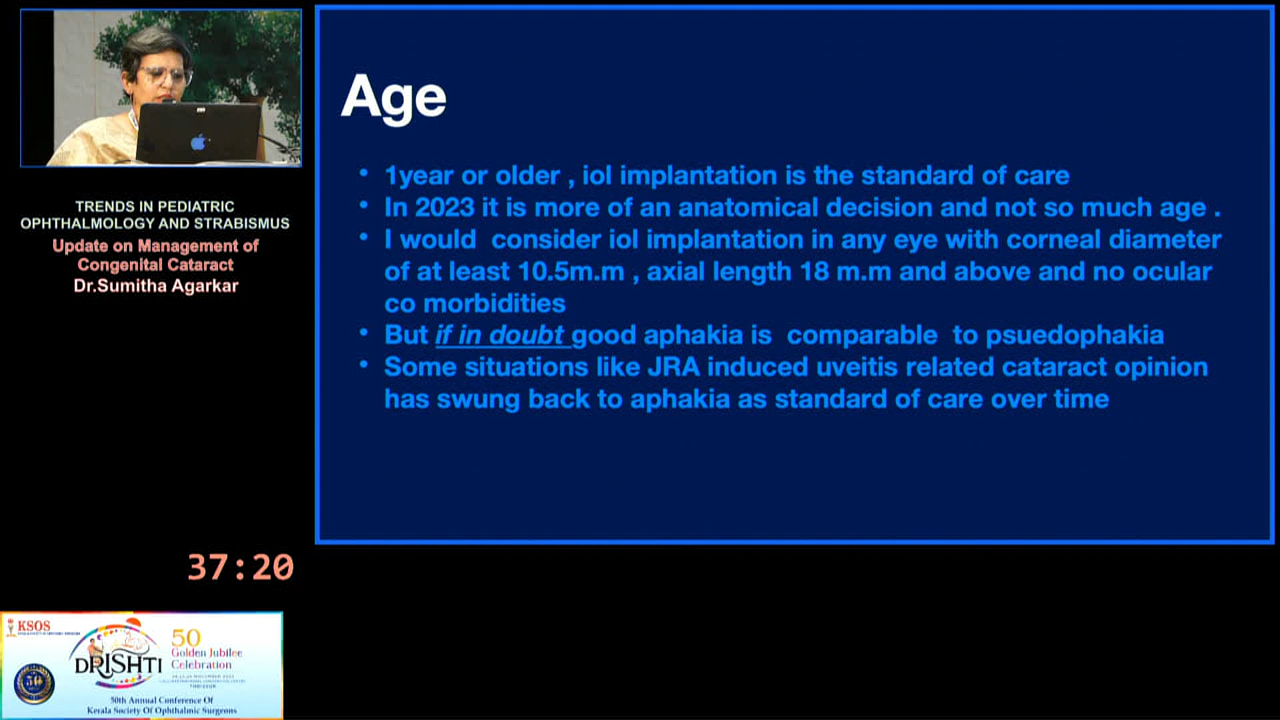 TRENDS IN PEDIATRIC
OPHTHALMOLOGY AND STRABISMUS
Update on Management of
Congenital Cataract
Dr.Sumitha Agarkar
Age
• 1year or older , iol implantation is the standard of care
• In 2023 it is more of an anatomical decision and not so much age .
• I would consider iol implantation in any eye with corneal diameter
of at least 10.5m.m , axial length 18 m.m and above and no ocular
co morbidities
• But if in doubt good aphakia is comparable to psuedophakia
• Some situations like JRA induced uveitis related cataract opinion
has swung back to aphakia as standard of care over time
37:20
KSOS
DRISHTI
50
Golden Jubilee
Celebration
50
50th Annual Conference Of
Kerala Society Of Ophthalmic Surgeons